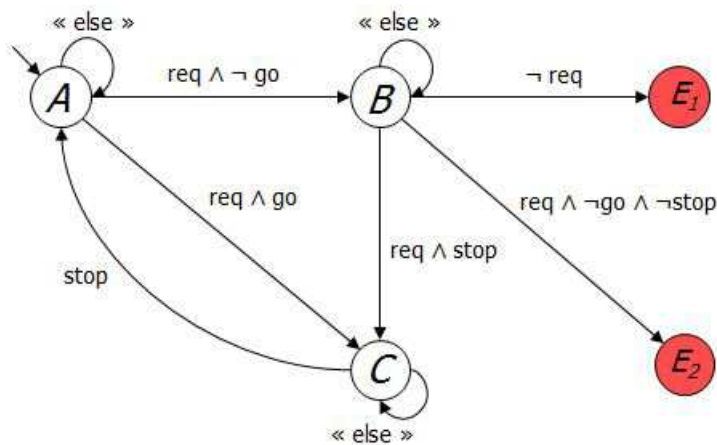 « else »
« else »
A
req ∧ ¬ go
B
¬ req
E₁
req ∧ go
req ∧ ¬go ∧ ¬stop
req ∧ stop
stop
C
E₂
« else »